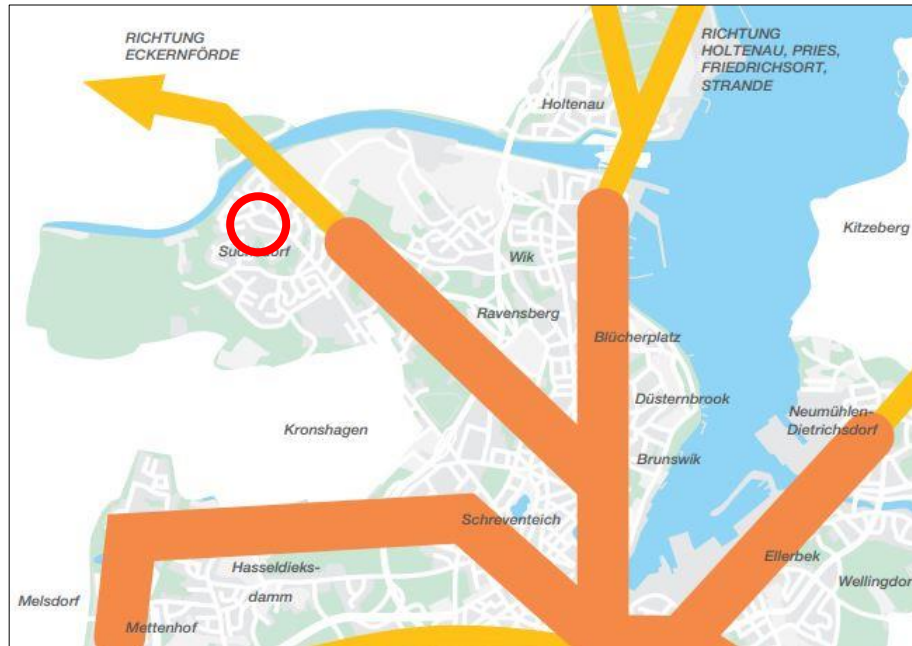 RICHTUNG
ECKERNFÖRDE
RICHTUNG
HOLTENAU, PRIES,
FRIEDRICHSORT,
STRANDE
Holtenau
Kitzeberg
Wik
Ravensberg
Blücherplatz
Düsternbrook
Neumühlen-
Dietrichsdorf
Kronshagen
Brunswik
Schreventeich
Ellerbek
Hasseldieks-
damm
Wellingdor
Melsdorf
Mettenhof